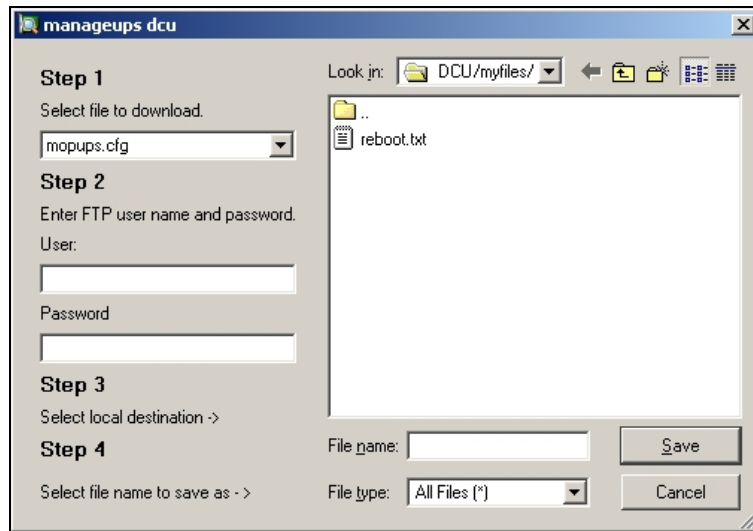 manageups dcu
Step 1
Select file to download.
mopups.cfg
Step 2
Enter FTP user name and password.
User:
Password
Step 3
Select local destination ->
Step 4
Select file name to save as - >
Look in: DCU/myfiles/
..
reboot.txt
File name:
Save
File type: All Files (*)
Cancel